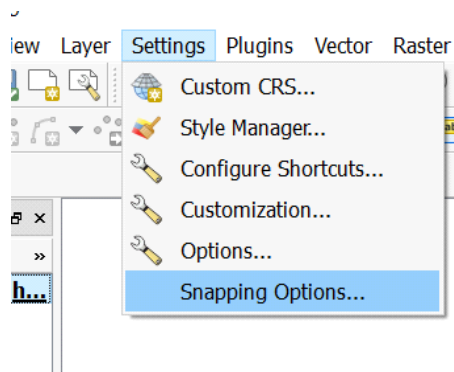 iew Layer Settings Plugins Vector Raster
Custom CRS...
Style Manager...
Configure Shortcuts...
Customization...
Options...
»
h...
Snapping Options...